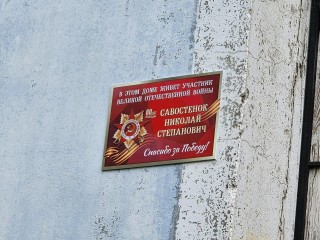 В ЭТОМ ДОМЕ ЖИВЕТ УЧАСТНИК
ВЕЛИКОЙ ОТЕЧЕСТВЕННОЙ ВОЙНЫ
САВОСТЕНОК
НИКОЛАЙ
СТЕПАНОВИЧ
Спасибо за Победу!